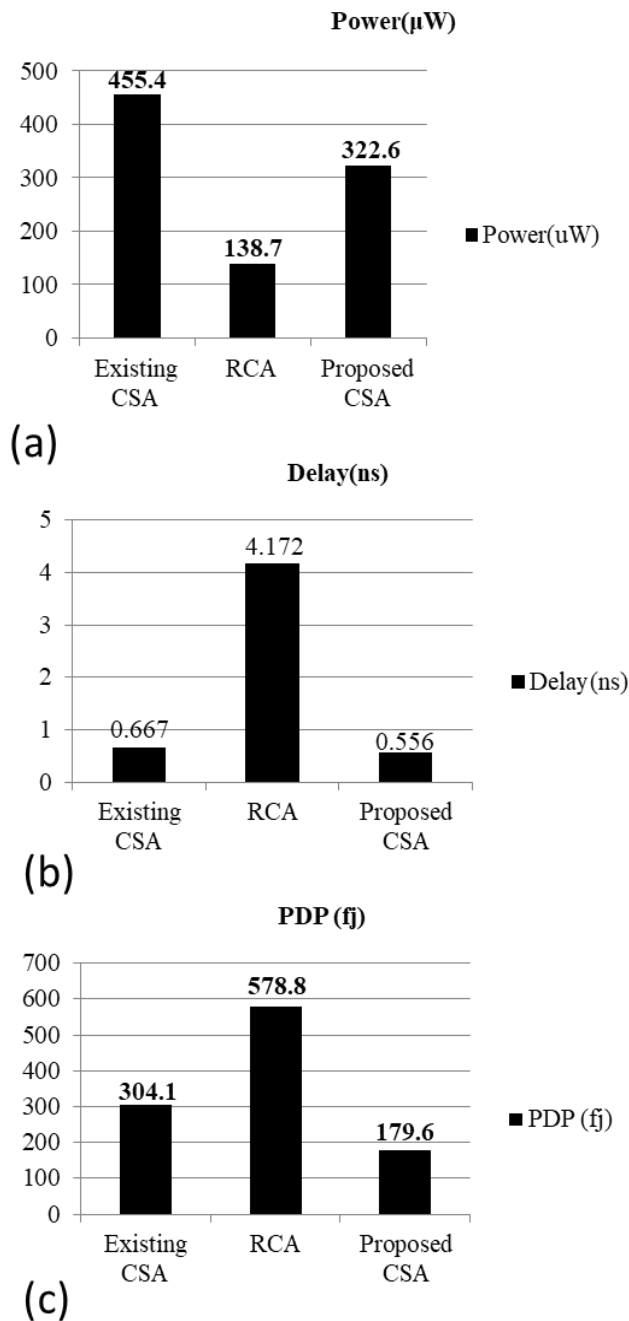 Power(μW)
500
455.4
400
322.6
300
200
138.7
Power(uW)
100
0
Existing
CSA
RCA
Proposed
CSA
(a)
Delay(ns)
5
4.172
4
3
2
Delay(ns)
1
0.667
0.556
0
Existing
CSA
RCA
Proposed
CSA
(b)
PDP (fj)
700
600
578.8
500
400
300
304.1
200
179.6
PDP (fj)
100
0
Existing
CSA
RCA
Proposed
CSA
(c)